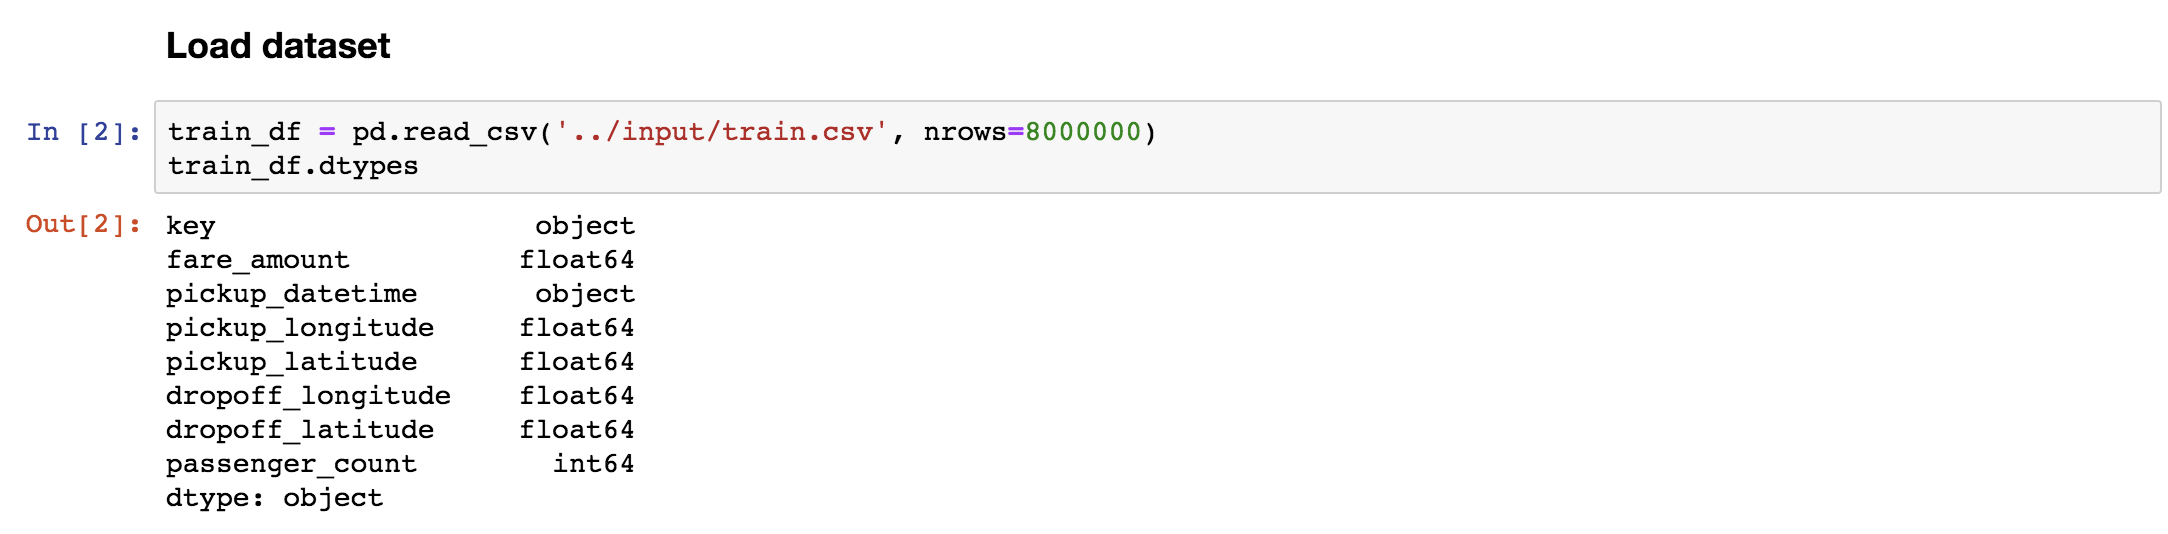 Load dataset
In [2]: train_df = pd.read_csv('../input/train.csv', nrows=8000000)
train_df.dtypes
Out[2]: key object
fare_amount float64
pickup_datetime object
pickup_longitude float64
pickup_latitude float64
dropoff_longitude float64
dropoff_latitude float64
passenger_count int64
dtype: object